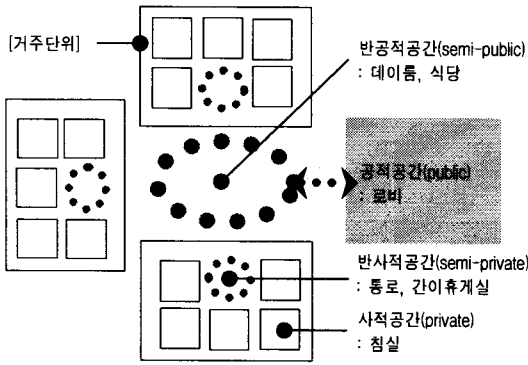 [거주단위]
반공적공간(semi-public)
: 데이룸, 식당
공적공간(public)
: 로비
반사적공간(semi-private)
: 통로, 간이휴게실
사적공간(private)
: 침실